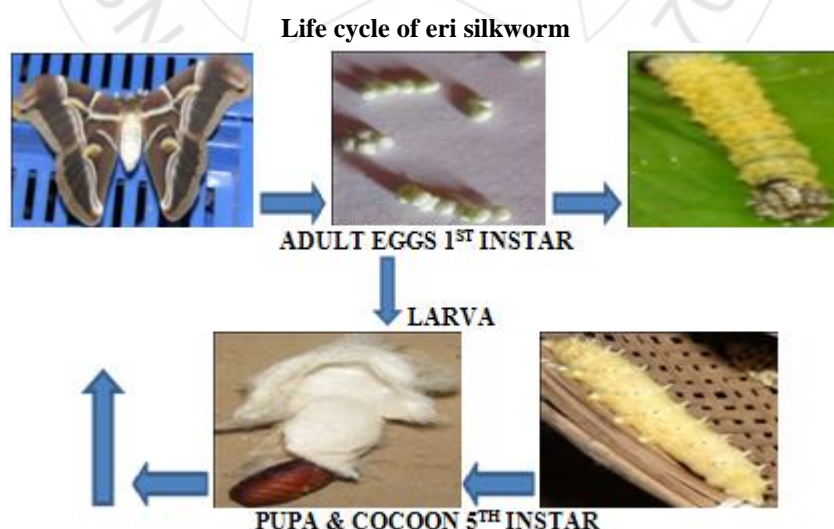 Life cycle of eri silkworm
ADULT EGGS 1ST INSTAR
LARVA
PUPA & COCOON 5TH INSTAR